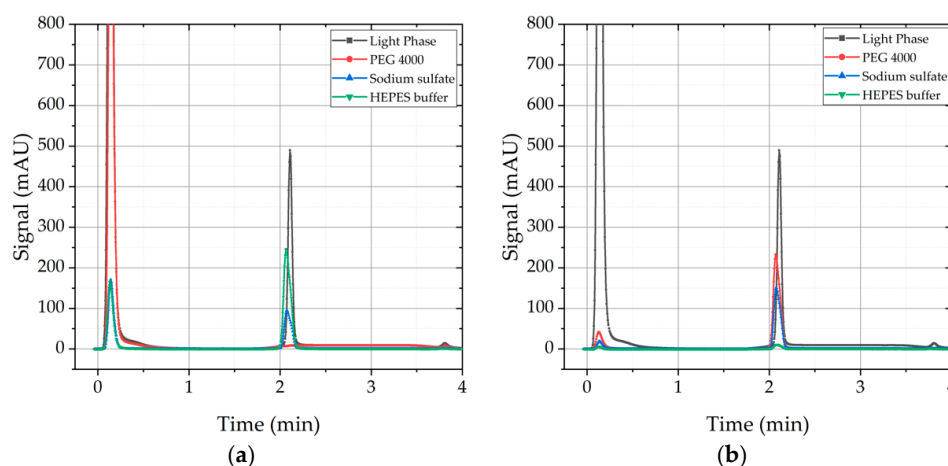 800
700
600
500
400
300
200
100
0
Signal (mAU)
Light Phase
PEG 4000
Sodium sulfate
HEPES buffer
0 1 2 3 4
Time (min)
(a)
800
700
600
500
400
300
200
100
0
Signal (mAU)
Light Phase
PEG 4000
Sodium sulfate
HEPES buffer
0 1 2 3 4
Time (min)
(b)